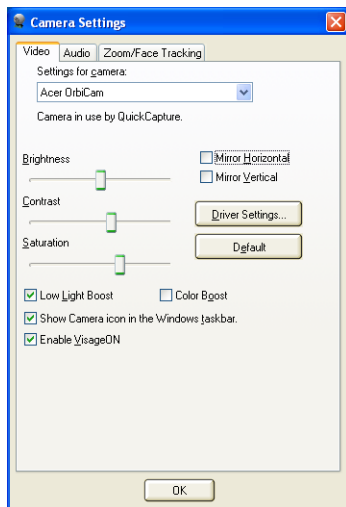 Camera Settings
Video Audio Zoom/Face Tracking
Settings for camera:
Acer OrbiCam
Camera in use by QuickCapture.
Brightness
Mirror Horizontal
Mirror Vertical
Contrast
Driver Settings...
Saturation
Default
Low Light Boost Color Boost
Show Camera icon in the Windows taskbar.
Enable VisageON
OK